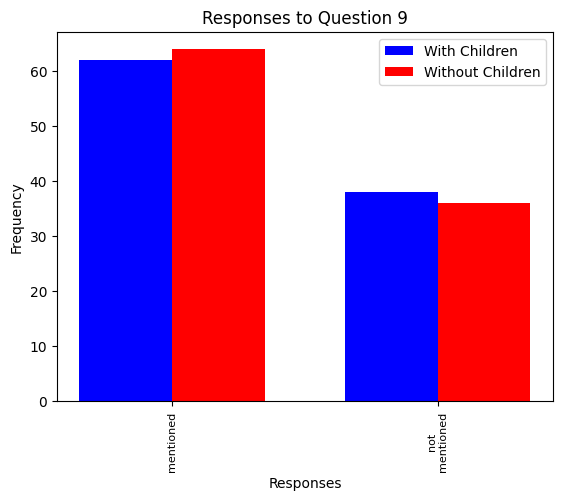 Responses to Question 9
With Children
Without Children
Frequency
60
50
40
30
20
10
0
mentioned
not
mentioned
Responses